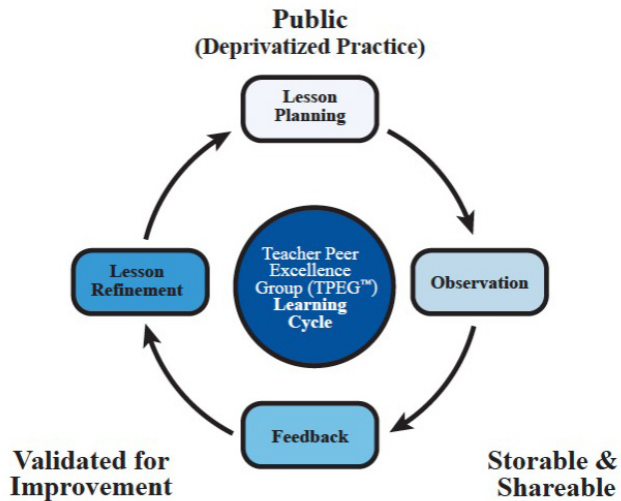 Public
(Deprivatized Practice)
Lesson
Planning
Teacher Peer
Excellence
Group (TPEG™)
Learning
Cycle
Lesson
Refinement
Observation
Feedback
Validated for
Improvement
Storable &
Shareable